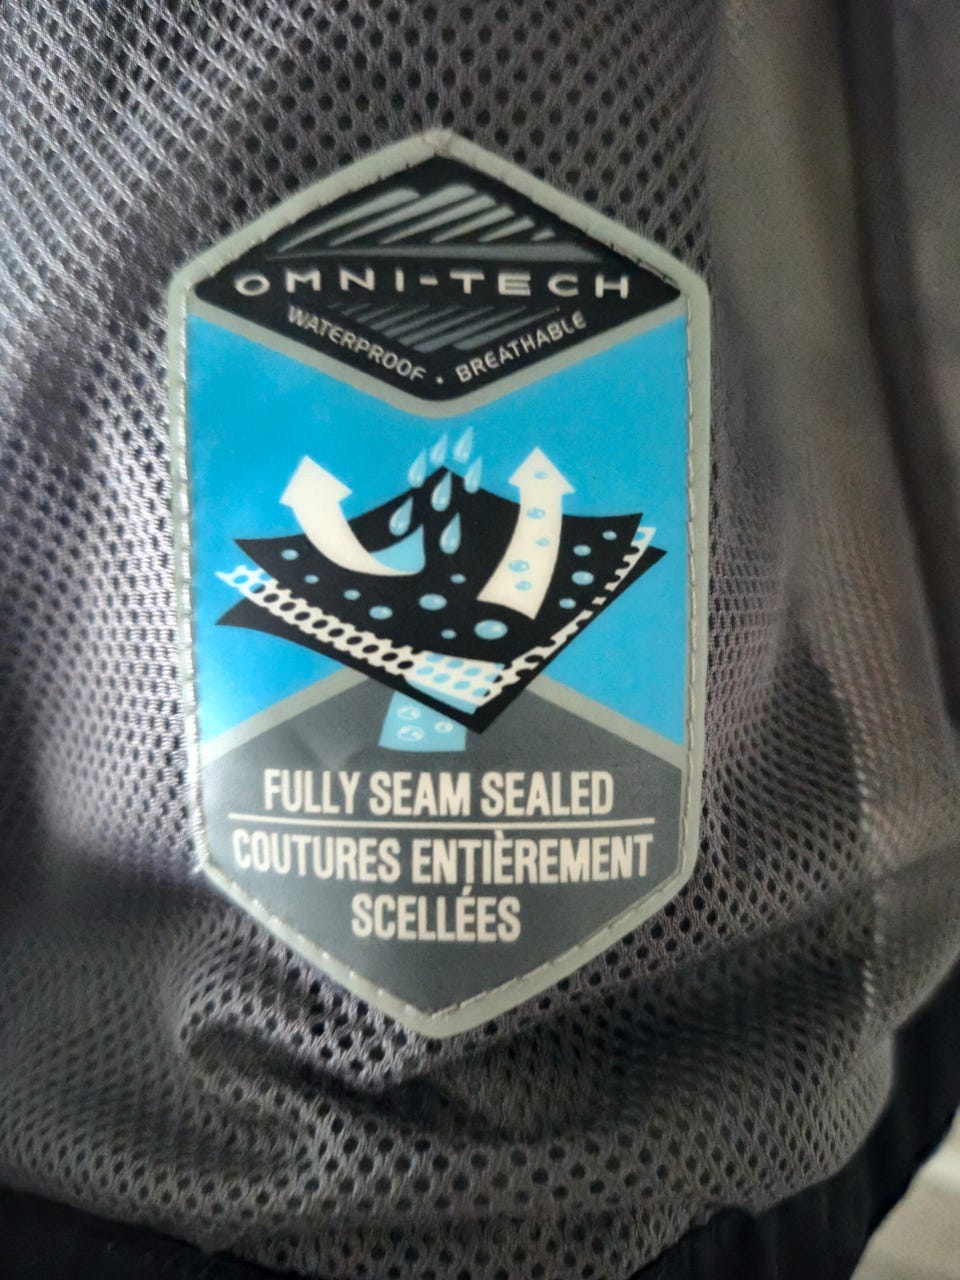 OMNI-TECH
WATERPROOF • BREATHABLE
FULLY SEAM SEALED
COUTURES ENTIÈREMENT
SCELLÉES